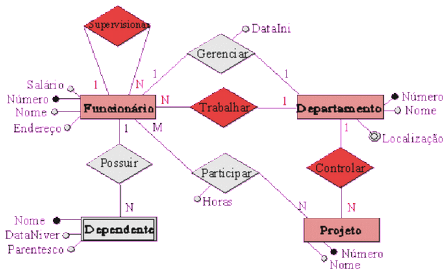 Supervisionar
DataIni
Gerenciar
1
1
1
N
Salário
Número
Nome
Endereço
Funcionário
N
Trabalhar
1
Departamento
Número
Nome
Localização
1
M
1
Possuir
Participar
Horas
Controlar
N
N
N
Nome
DataNiver
Parentesco
Dependente
Projeto
Número
Nome